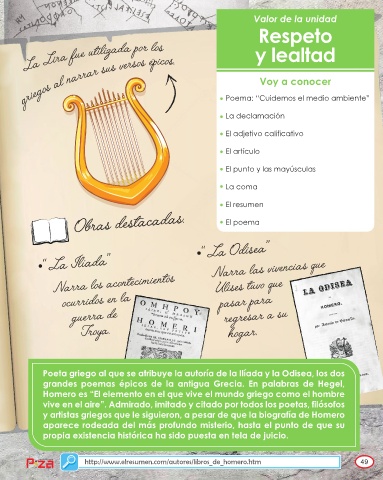 Valor de la unidad
Respeto
y lealtad
Voy a conocer
• Poema: “Cuidemos el medio ambiente”
• La declamación
• El adjetivo calificativo
• El artículo
• El punto y las mayúsculas
• La coma
• El resumen
• El poema
La Lira fue utilizada por los
griegos al narrar sus versos épicos.
Obras destacadas.
• “La Iliada”
Narra los acontecimientos
ocurridos en la
guerra de
Troya.
ΟΜΗΡΟΥ
HOMERI
• “La Odisea”
Narra las vivencias que
Ulises tuvo que
pasar para
regresar a su
hogar.
LA ODISEA
HOMERO.
Poeta griego al que se atribuye la autoría de la Ilíada y la Odisea, los dos
grandes poemas épicos de la antigua Grecia. En palabras de Hegel,
Homero es “El elemento en el que vive el mundo griego como el hombre
vive en el aire”. Admirado, imitado y citado por todos los poetas, filósofos
y artistas griegos que le siguieron, a pesar de que la biografía de Homero
aparece rodeada del más profundo misterio, hasta el punto de que su
propia existencia histórica ha sido puesta en tela de juicio.
P:za
http://www.elresumen.com/autores/libros_de_homero.htm
49